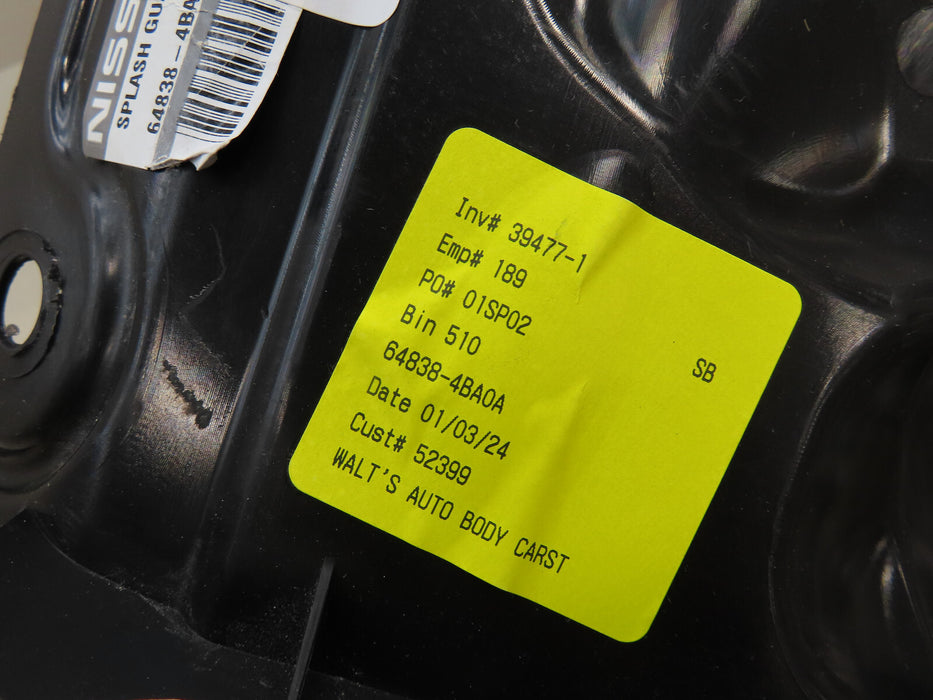 NISS
SPLASH GU
64838-4BA
Inv# 39477-1
Emp# 189
PO# 01SP02
Bin 510
SB
64838-4BA0A
Date 01/03/24
Cust# 52399
WALT'S AUTO BODY CARST